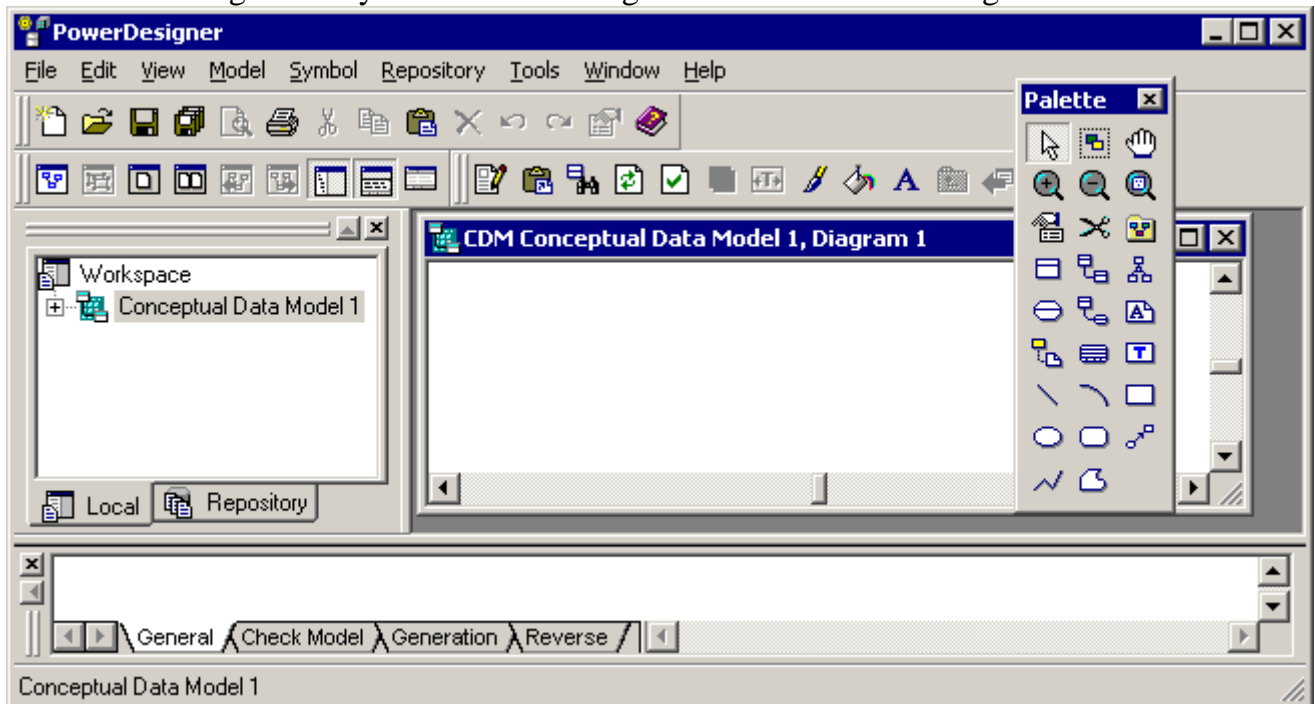 PowerDesigner
File Edit View Model Symbol Repository Tools Window Help
Palette
CDM Conceptual Data Model 1, Diagram 1
Workspace
Conceptual Data Model 1
Local Repository
General Check Model Generation Reverse
Conceptual Data Model 1